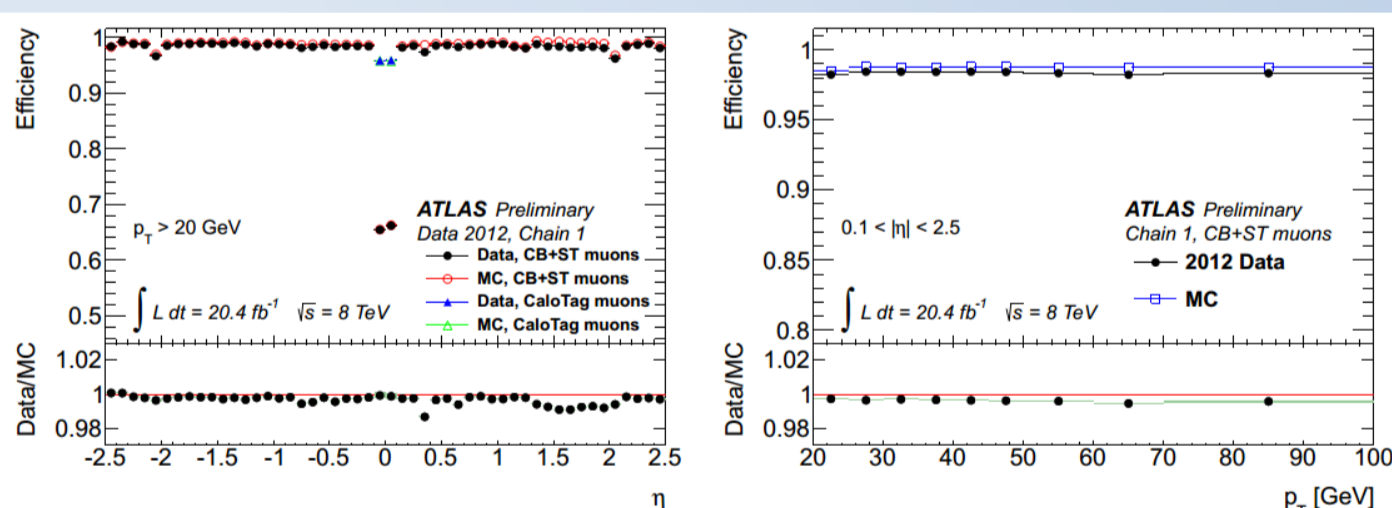 Efficiency
1
0.9
0.8
0.7
0.6
0.5
p_T > 20 GeV
ATLAS Preliminary
Data 2012, Chain 1
Data, CB+ST muons
MC, CB+ST muons
Data, CaloTag muons
MC, CaloTag muons
∫ L dt = 20.4 fb⁻¹ √s = 8 TeV
Data/MC
1.02
1
0.98
-2.5 -2 -1.5 -1 -0.5 0 0.5 1 1.5 2 2.5
η
Efficiency
1
0.95
0.9
0.85
0.8
0.1 < |η| < 2.5
ATLAS Preliminary
Chain 1, CB+ST muons
2012 Data
MC
∫ L dt = 20.4 fb⁻¹ √s = 8 TeV
Data/MC
1.02
1
0.98
20 30 40 50 60 70 80 90 100
p_T [GeV]